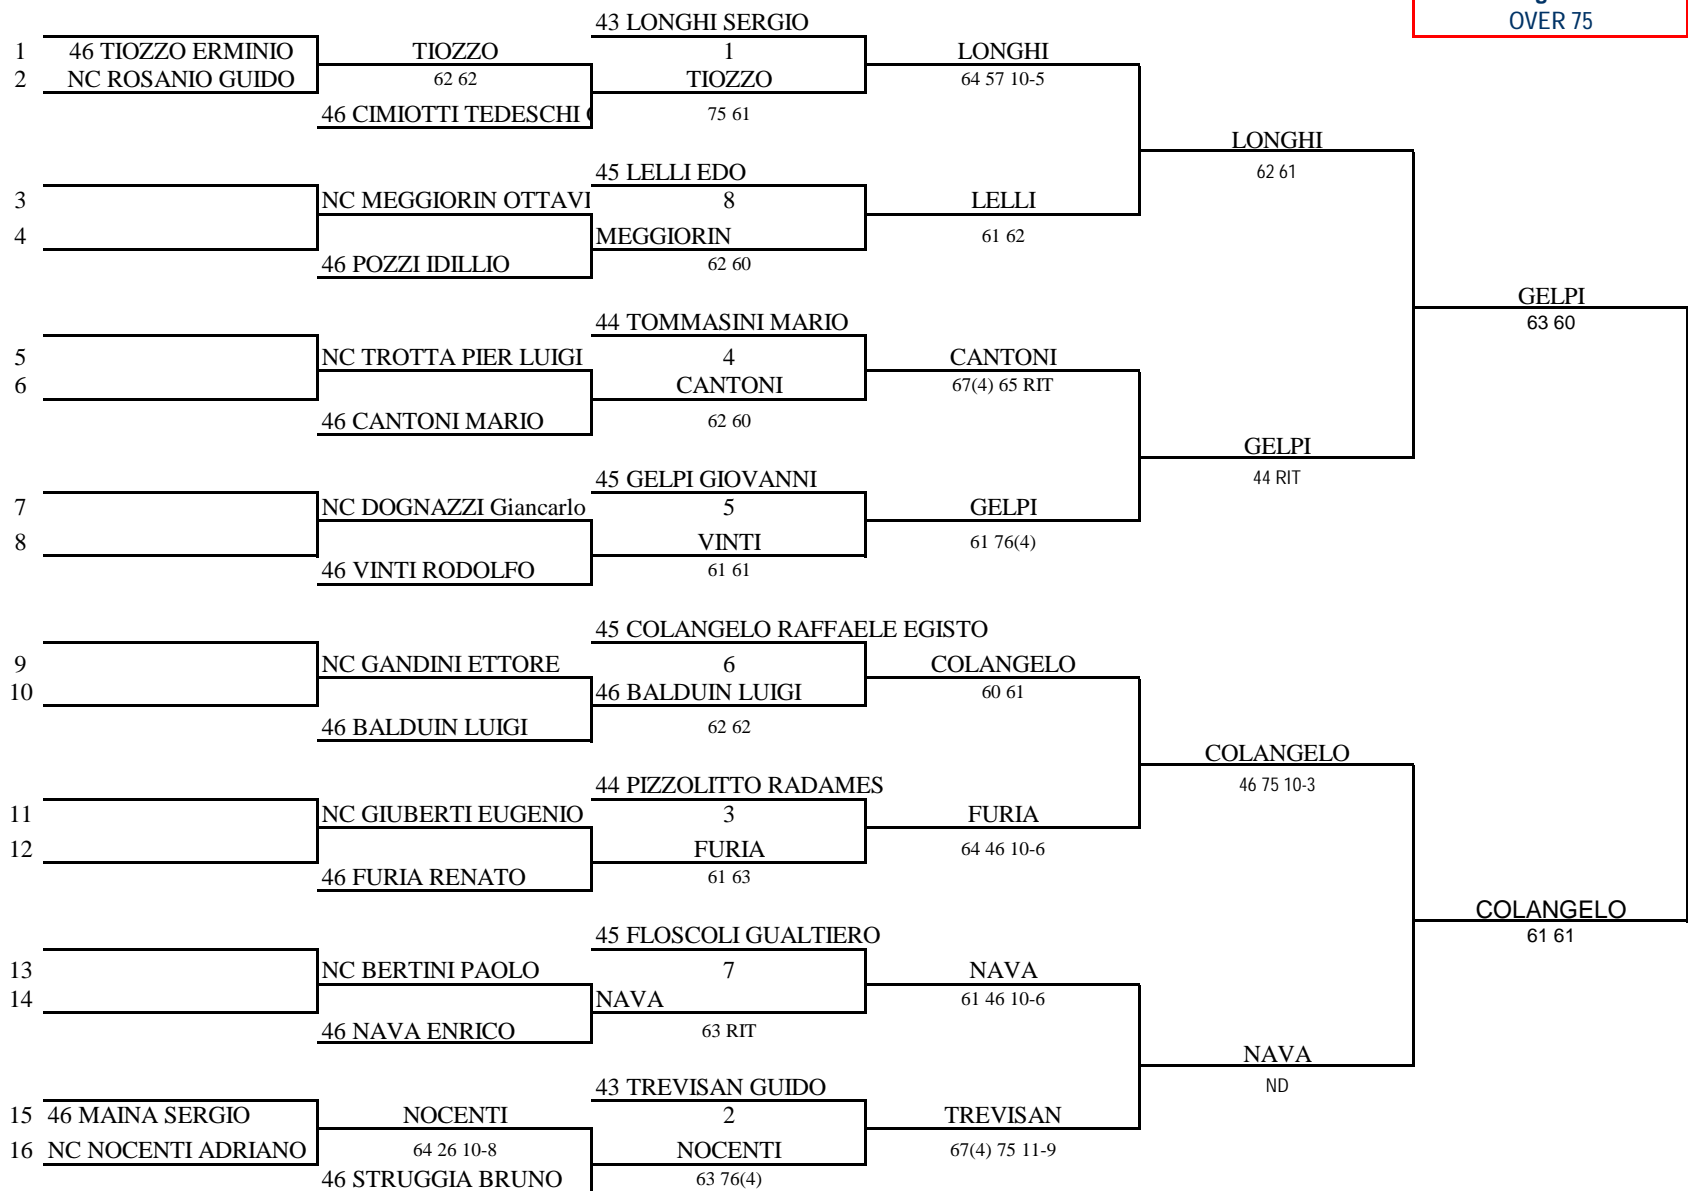 OVER 75
43 LONGHI SERGIO
1 46 TIOZZO ERMINIO TIOZZO 1 LONGHI
2 NC ROSANIO GUIDO 62 62 TIOZZO 64 57 10-5
46 CIMIOTTI TEDESCHI 75 61
LONGHI
62 61
45 LELLI EDO
3 NC MEGGIORIN OTTAVI 8 LELLI
4 MEGGIORIN 61 62
46 POZZI IDILLIO 62 60
GELPI
63 60
44 TOMMASINI MARIO
5 NC TROTTA PIER LUIGI 4 CANTONI
6 CANTONI 67(4) 65 RIT
46 CANTONI MARIO 62 60
GELPI
44 RIT
45 GELPI GIOVANNI
7 NC DOGNAZZI Giancarlo 5 GELPI
8 VINTI 61 76(4)
46 VINTI RODOLFO 61 61
45 COLANGELO RAFFAELE EGISTO
9 NC GANDINI ETTORE 6 COLANGELO
10 46 BALDUIN LUIGI 60 61
46 BALDUIN LUIGI 62 62
COLANGELO
46 75 10-3
44 PIZZOLITTO RADAMES
11 NC GIUBERTI EUGENIO 3 FURIA
12 FURIA 64 46 10-6
46 FURIA RENATO 61 63
COLANGELO
61 61
45 FLOSCOLI GUALTIERO
13 NC BERTINI PAOLO 7 NAVA
14 NAVA 61 46 10-6
46 NAVA ENRICO 63 RIT
NAVA
ND
43 TREVISAN GUIDO
15 46 MAINA SERGIO NOCENTI 2 TREVISAN
16 NC NOCENTI ADRIANO 64 26 10-8 NOCENTI 67(4) 75 11-9
46 STRUGGIA BRUNO 63 76(4)